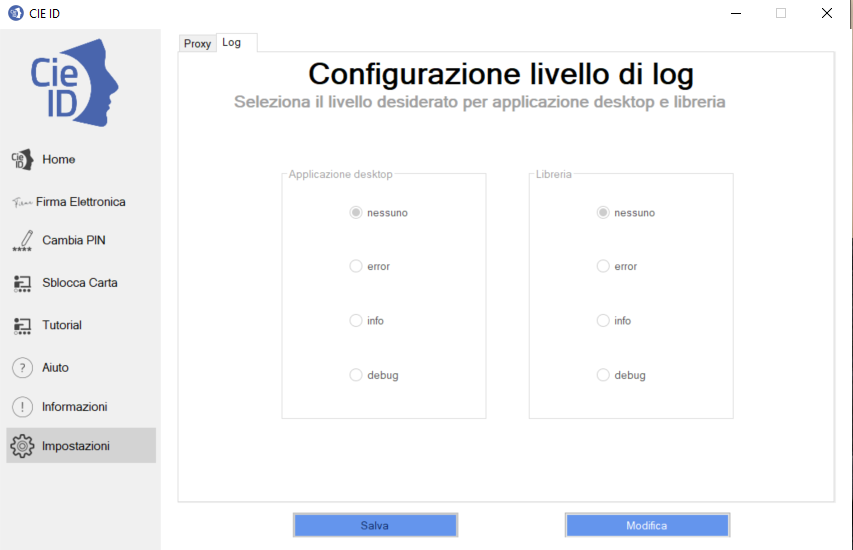 CIE ID
Cie
ID
Home
Firma Elettronica
Cambia PIN
Sblocca Carta
Tutorial
Aiuto
Informazioni
Impostazioni
Proxy
Log
Configurazione livello di log
Seleziona il livello desiderato per applicazione desktop e libreria
Applicazione desktop
nessuno
error
info
debug
Libreria
nessuno
error
info
debug
Salva
Modifica